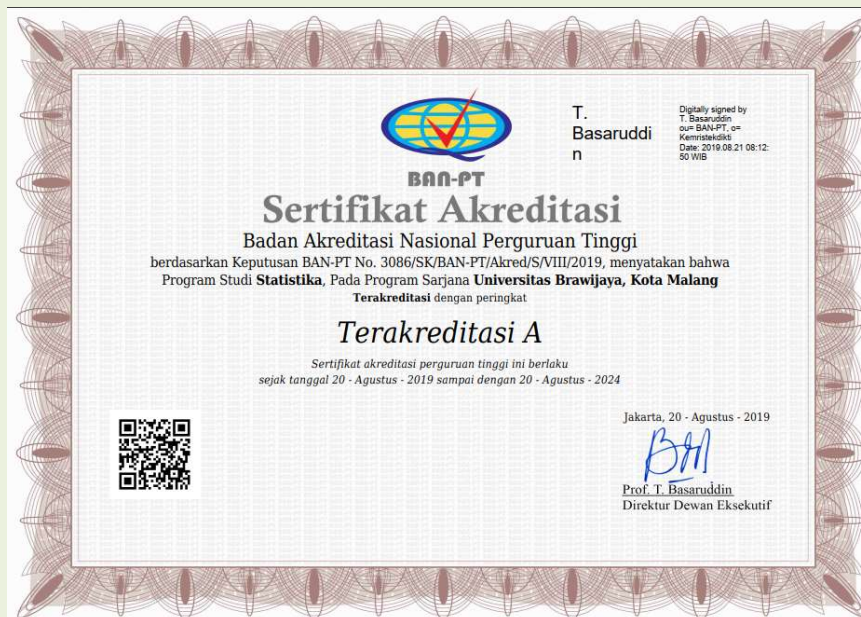 T.
Basaruddi
n
Digitally signed by
T. Basaruddin
ou= BAN-PT, o=
Kemristekdikti
Date: 2019.08.21 08:12:
50 WIB
BAN-PT
Sertifikat Akreditasi
Badan Akreditasi Nasional Perguruan Tinggi
berdasarkan Keputusan BAN-PT No. 3086/SK/BAN-PT/Akred/S/VIII/2019, menyatakan bahwa
Program Studi Statistika, Pada Program Sarjana Universitas Brawijaya, Kota Malang
Terakreditasi dengan peringkat
Terakreditasi A
Sertifikat akreditasi perguruan tinggi ini berlaku
sejak tanggal 20 - Agustus - 2019 sampai dengan 20 - Agustus - 2024
Jakarta, 20 - Agustus - 2019
Prof. T. Basaruddin
Direktur Dewan Eksekutif